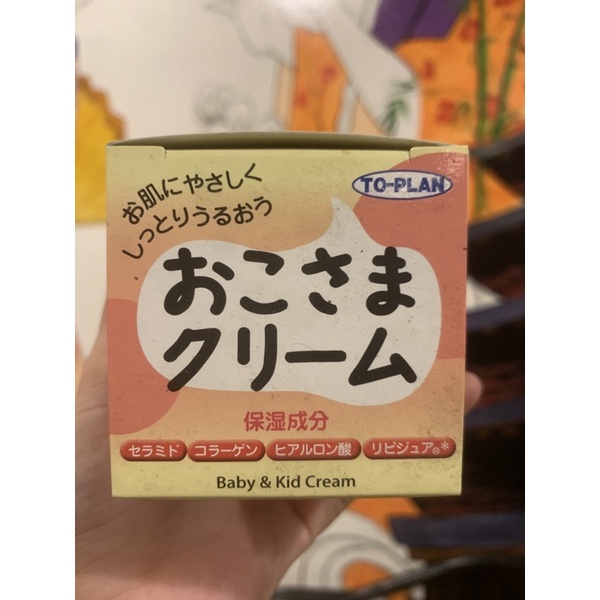 お肌にやさしく
しっとりうるおう
TO-PLAN
おこさま
クリーム
保湿成分
セラミド コラーゲン ヒアルロン酸 リピジュア®*
Baby & Kid Cream